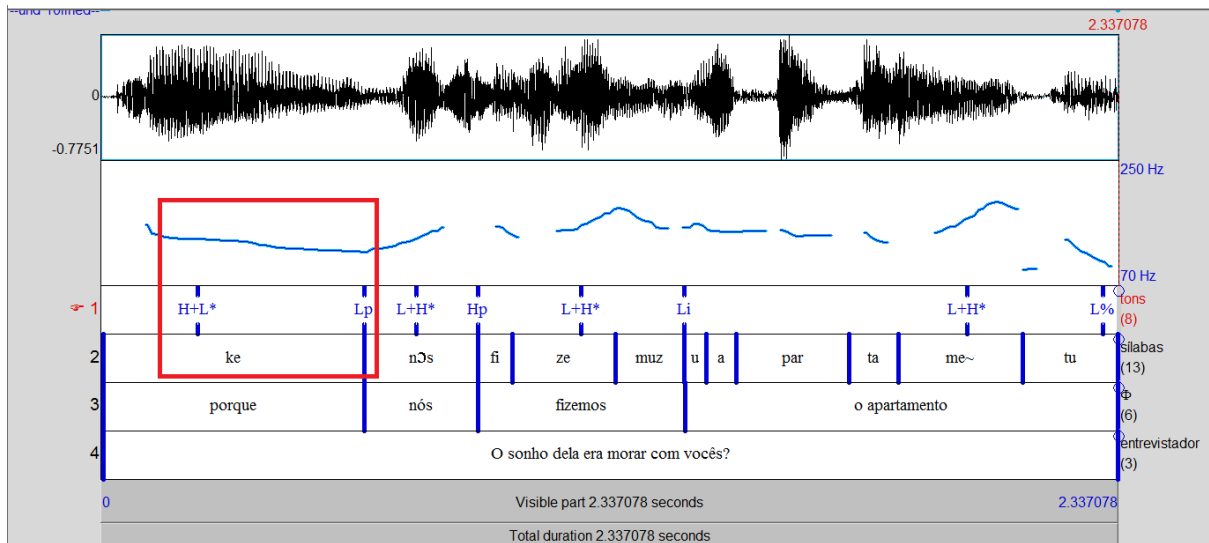 --und 10fined--
2.337078
0
-0.7751
250 Hz
70 Hz
☞ 1 H+L* Lp L+H* Hp L+H* Li L+H* L% tons (8)
2 ke nɔs fi ze muz u a par ta me~ tu sílabas (13)
3 porque nós fizemos o apartamento Φ (6)
4 O sonho dela era morar com vocês? entrevistador (3)
0 Visible part 2.337078 seconds 2.337078
Total duration 2.337078 seconds